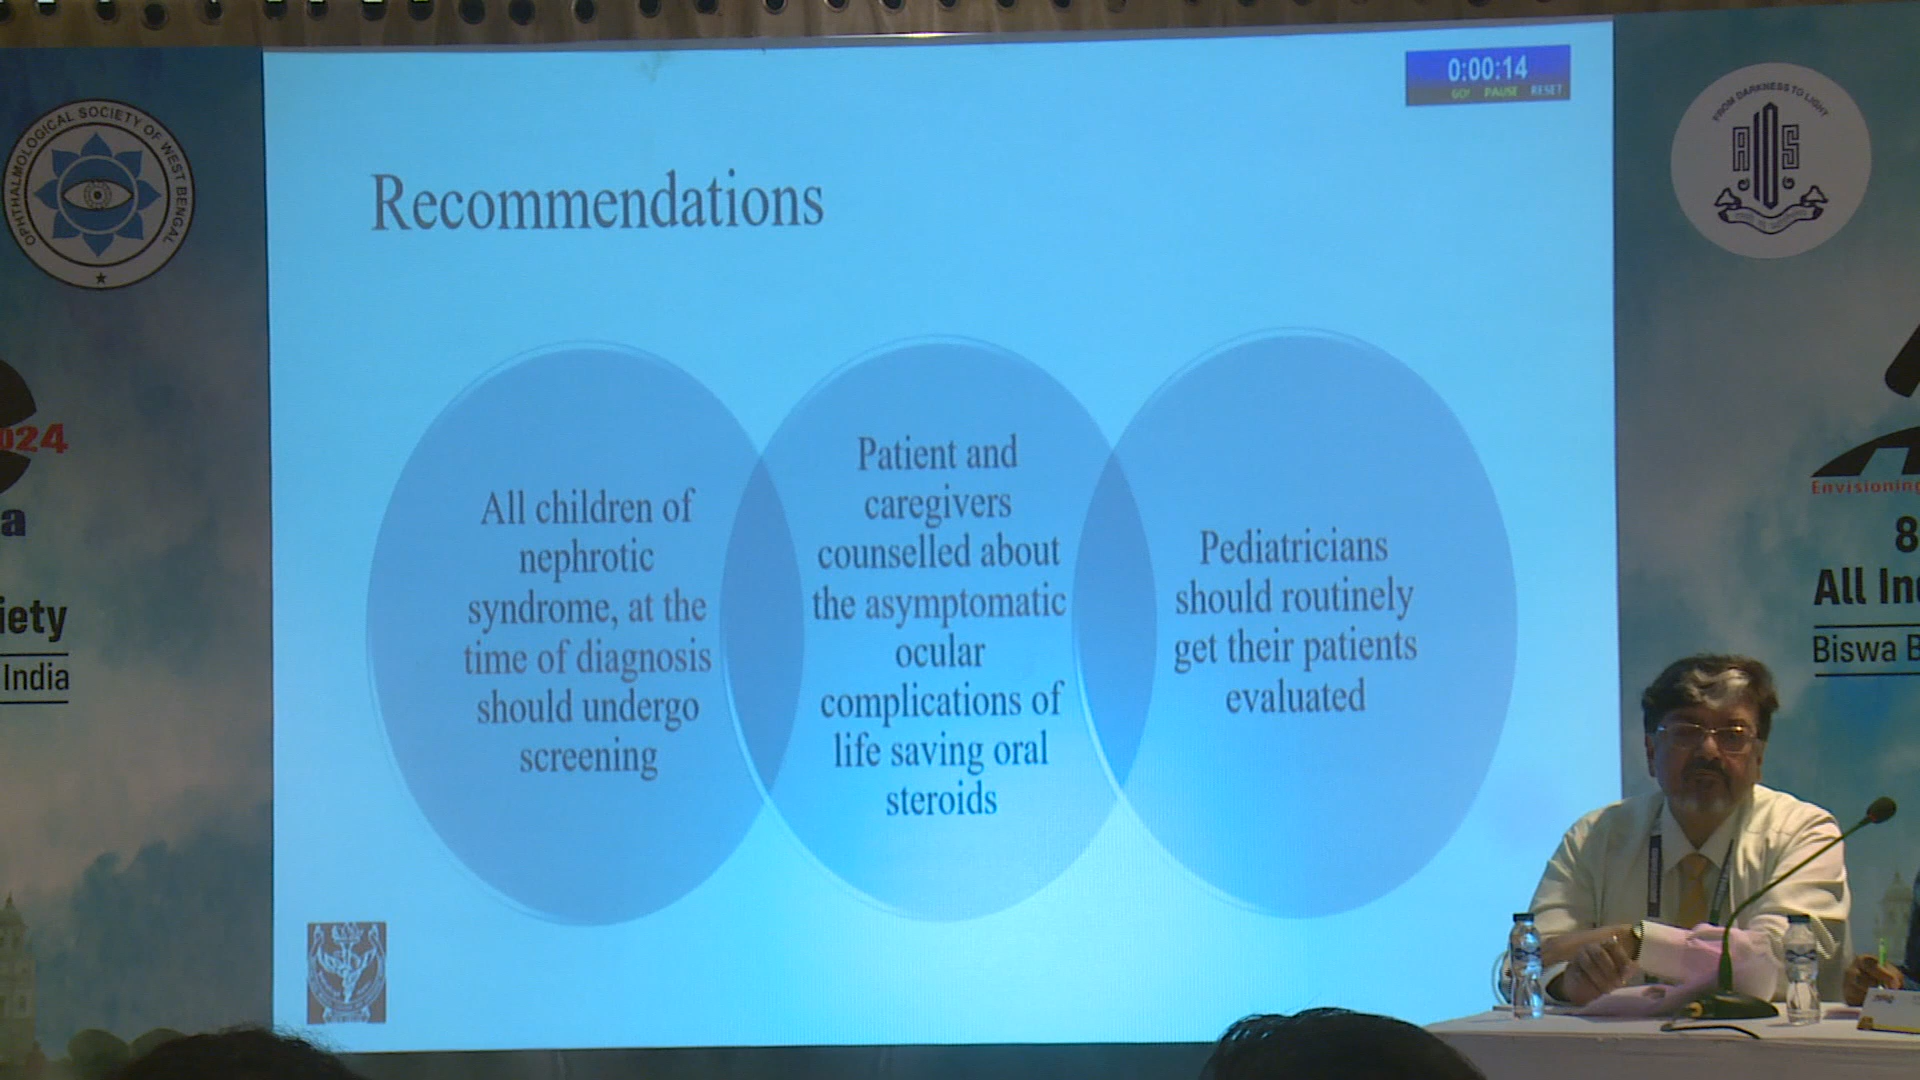 OPHTHALMOLOGICAL SOCIETY OF WEST BENGAL
0:00:14
GO! PAUSE RESET
FROM DARKNESS TO LIGHT
AIOS
Recommendations
All children of
nephrotic
syndrome, at the
time of diagnosis
should undergo
screening
Patient and
caregivers
counselled about
the asymptomatic
ocular
complications of
life saving oral
steroids
Pediatricians
should routinely
get their patients
evaluated
024
a
iety
India
Envisioning
8
All In
Biswa B